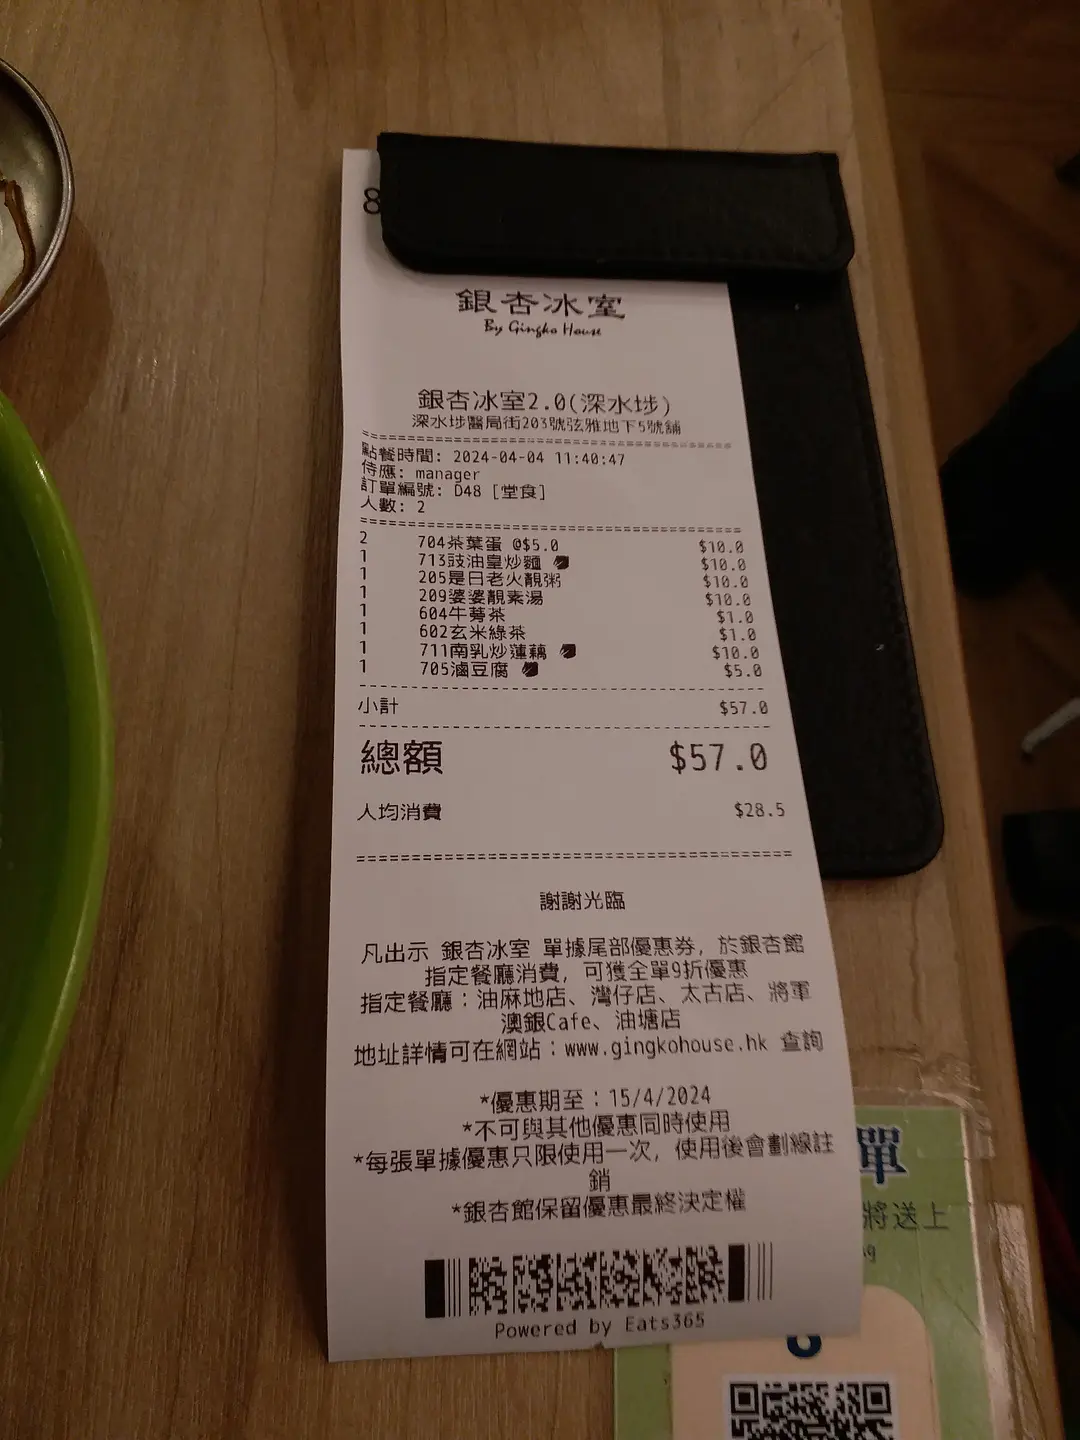 8
銀杏冰室
By Gingko House
銀杏冰室2.0(深水埗)
深水埗醫局街203號弦雅地下5號舖
點餐時間: 2024-04-04 11:40:47
侍應: manager
訂單編號: D48 [堂食]
人數: 2
2 704茶葉蛋 @$5.0 $10.0
1 713豉油皇炒麵 $10.0
1 205是日老火靚粥 $10.0
1 209婆婆靚素湯 $10.0
1 604牛蒡茶 $1.0
1 602玄米綠茶 $1.0
1 711南乳炒蓮藕 $10.0
1 705滷豆腐 $5.0
小計 $57.0
總額 $57.0
人均消費 $28.5
謝謝光臨
凡出示 銀杏冰室 單據尾部優惠券, 於銀杏館
指定餐廳消費, 可獲全單9折優惠
指定餐廳：油麻地店、灣仔店、太古店、將軍
澳銀Cafe、油塘店
地址詳情可在網站：www.gingkohouse.hk 查詢
*優惠期至：15/4/2024
*不可與其他優惠同時使用
*每張單據優惠只限使用一次, 使用後會劃線註
銷
*銀杏館保留優惠最終決定權
Powered by Eats365
單
將送上